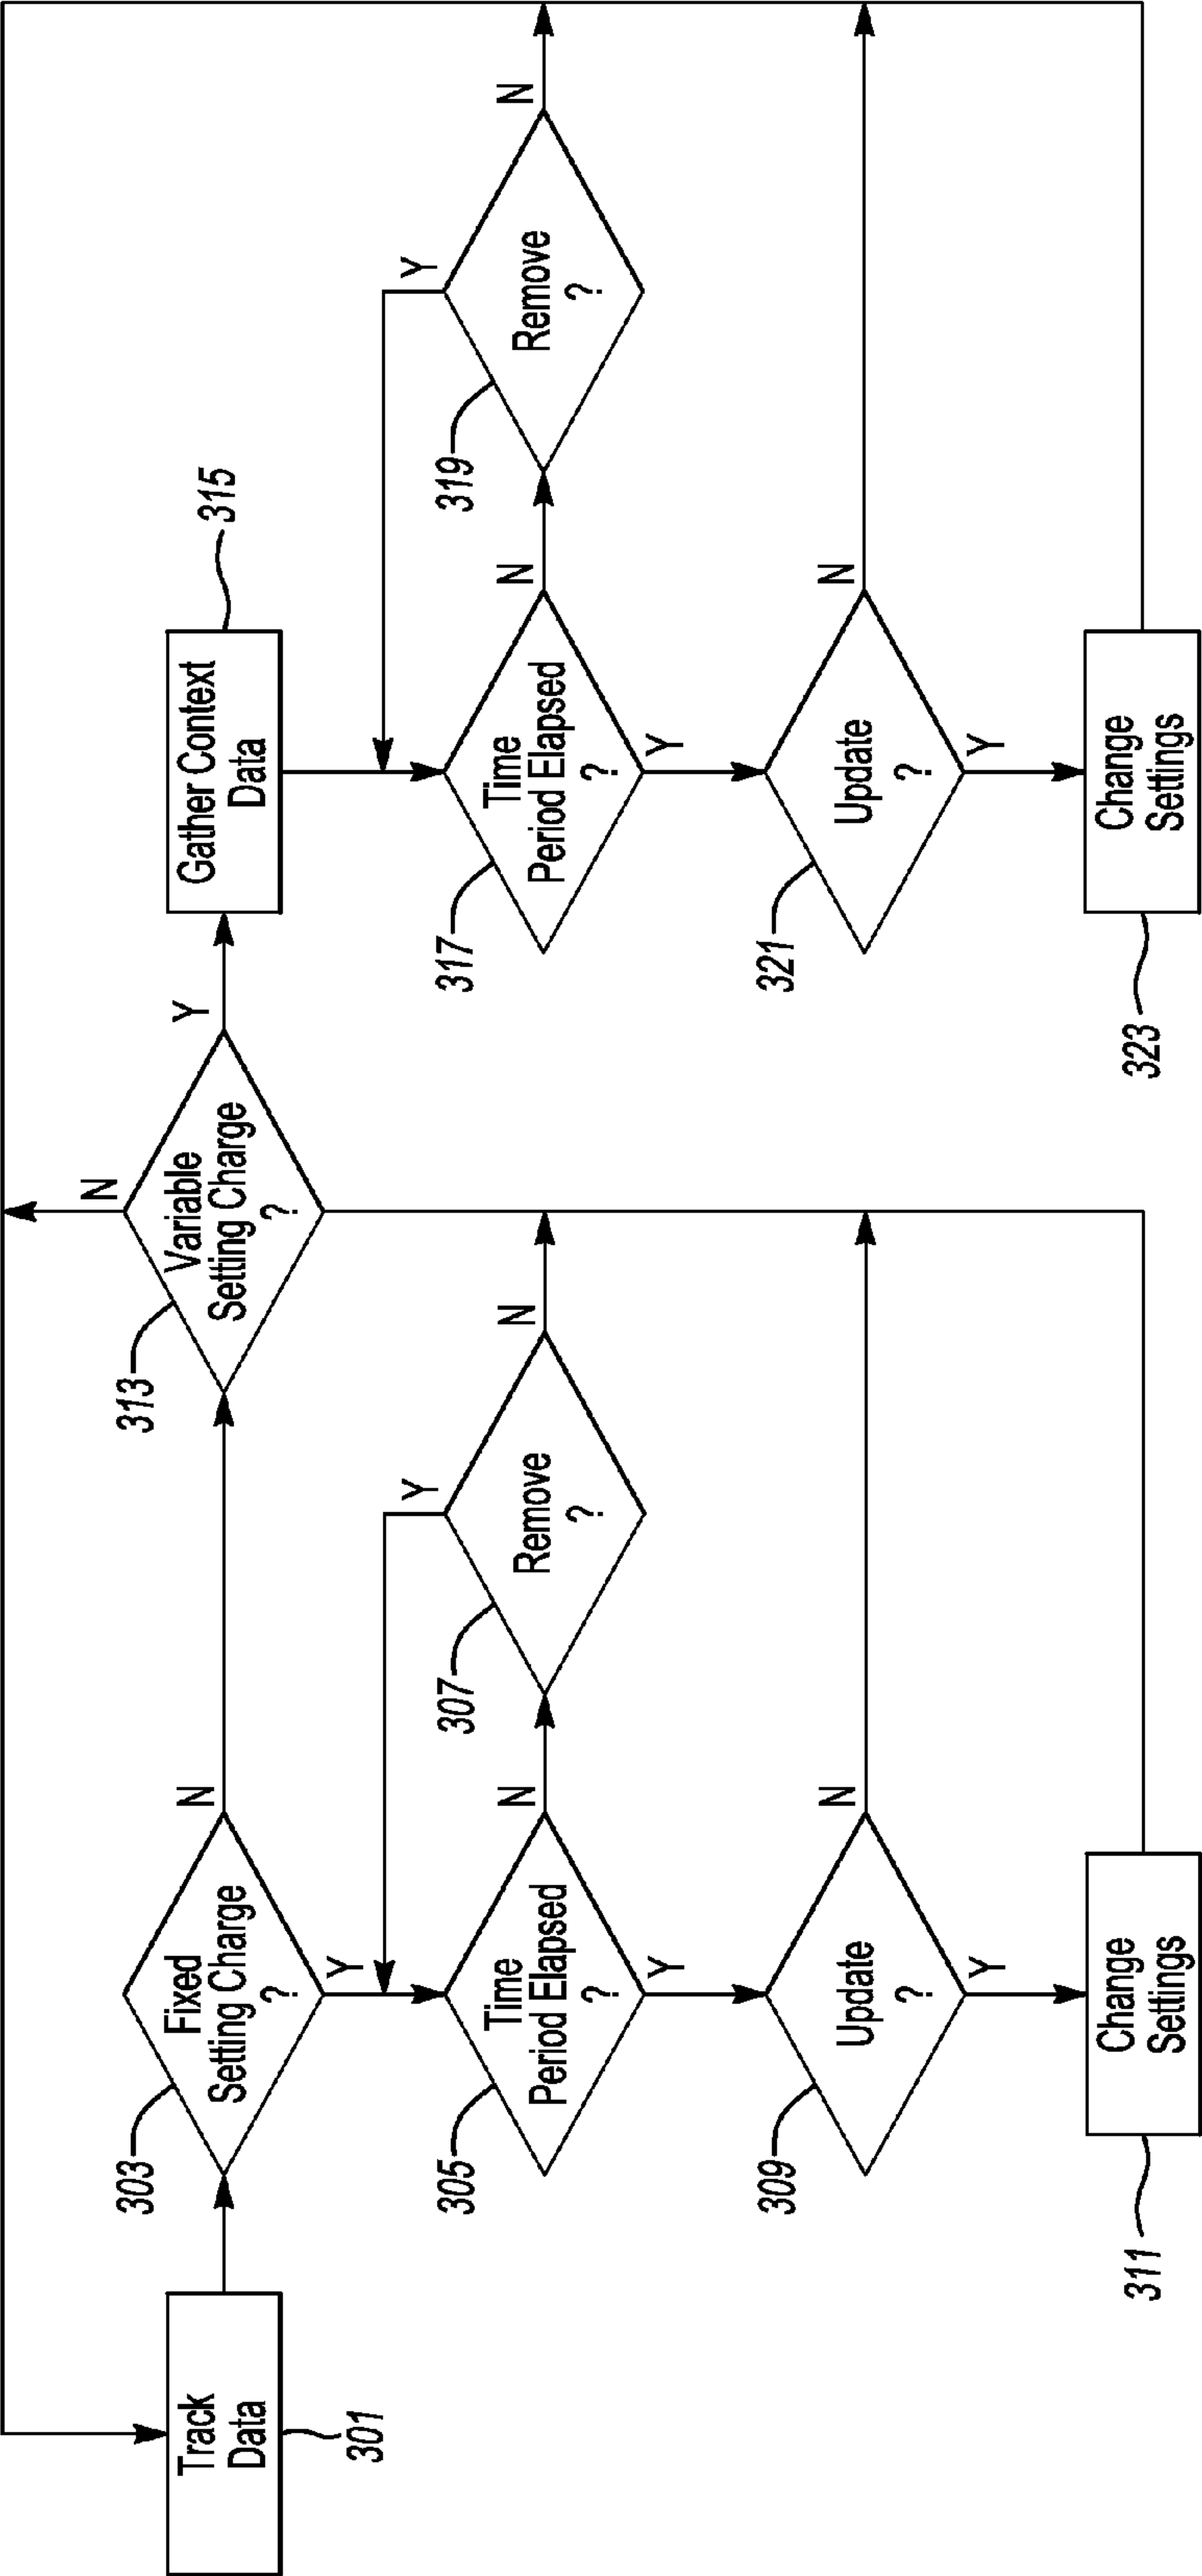 Track
Data
301
303
Fixed
Setting Charge
?
N
Y
305
Time
Period Elapsed
?
N
Y
307
Remove
?
Y
N
309
Update
?
N
Y
Change
Settings
311
313
Variable
Setting Charge
?
N
Y
Gather Context
Data
315
317
Time
Period Elapsed
?
N
Y
319
Remove
?
Y
N
321
Update
?
N
Y
Change
Settings
323